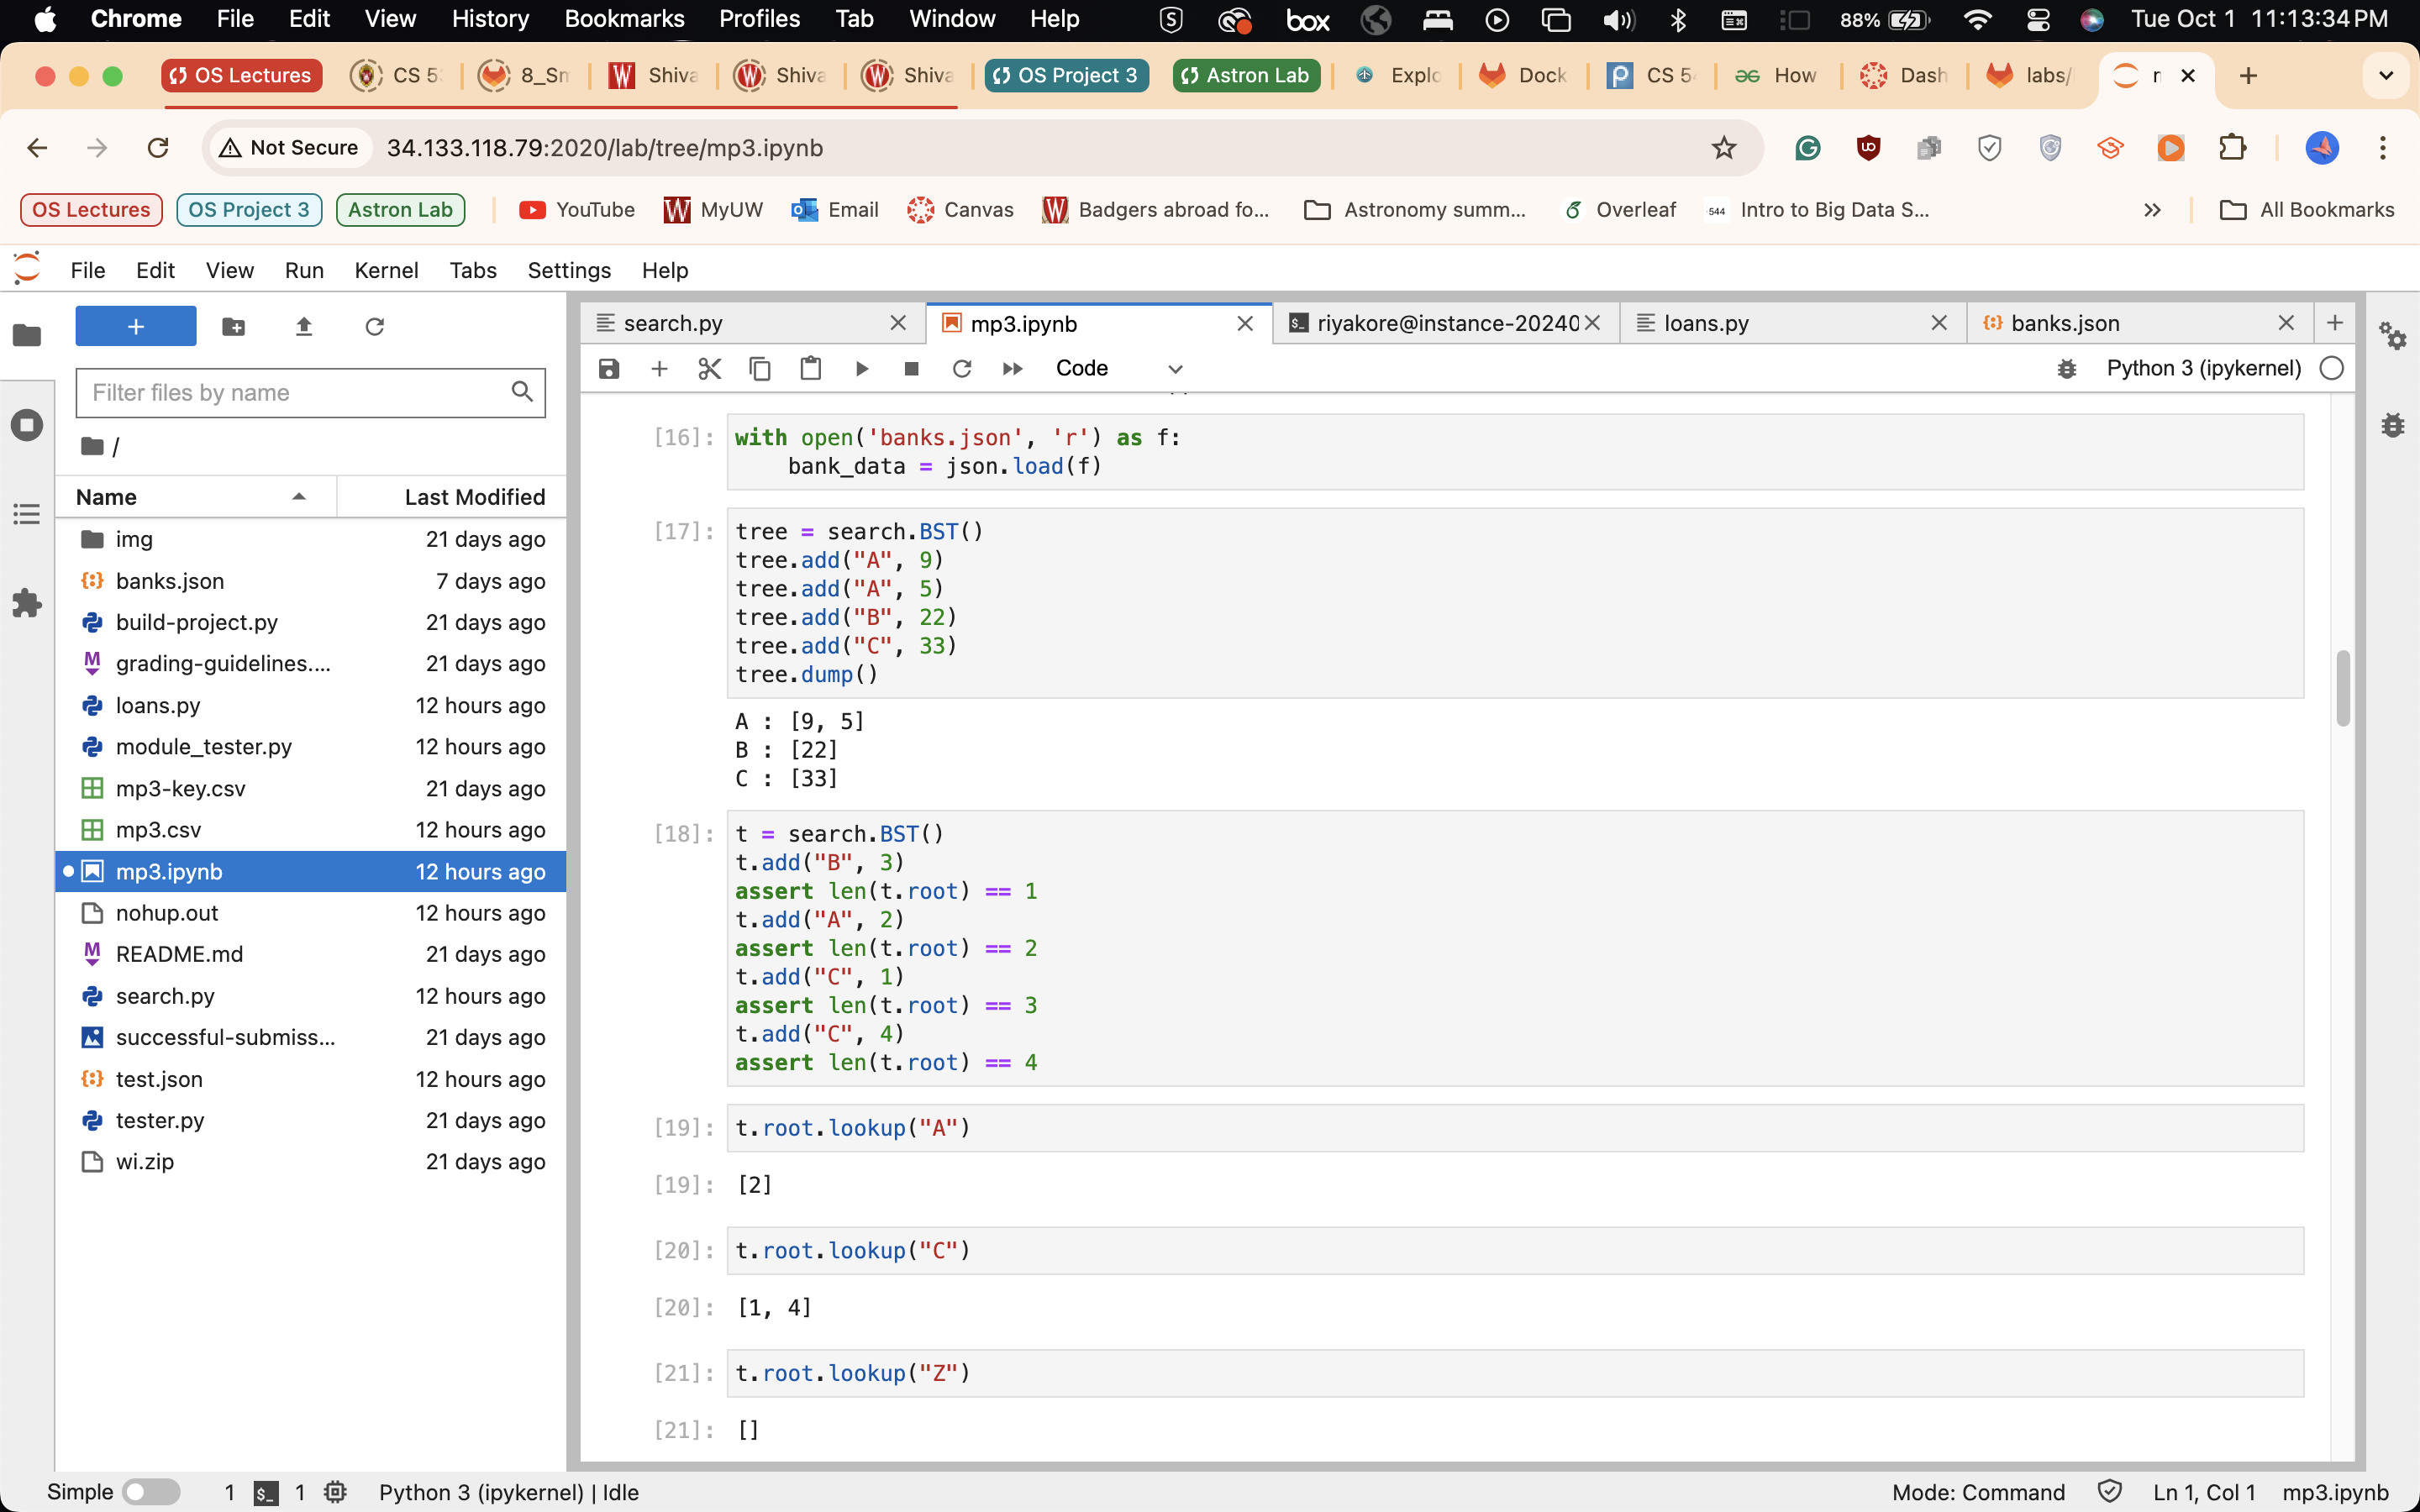 Chrome File Edit View History Bookmarks Profiles Tab Window Help box 88% Tue Oct 1 11:13:34 PM
OS Lectures CS 5 8_Sm Shiva Shiva Shiva OS Project 3 Astron Lab Explo Dock CS 5 How Dash labs/ r
Not Secure 34.133.118.79:2020/lab/tree/mp3.ipynb
OS Lectures OS Project 3 Astron Lab YouTube MyUW Email Canvas Badgers abroad fo... Astronomy summ... Overleaf 544 Intro to Big Data S... All Bookmarks
File Edit View Run Kernel Tabs Settings Help
search.py mp3.ipynb riyakore@instance-20240 loans.py banks.json
Code Python 3 (ipykernel)
Filter files by name
/
Name Last Modified
img 21 days ago
banks.json 7 days ago
build-project.py 21 days ago
grading-guidelines.... 21 days ago
loans.py 12 hours ago
module_tester.py 12 hours ago
mp3-key.csv 21 days ago
mp3.csv 12 hours ago
mp3.ipynb 12 hours ago
nohup.out 12 hours ago
README.md 21 days ago
search.py 12 hours ago
successful-submiss... 21 days ago
test.json 12 hours ago
tester.py 21 days ago
wi.zip 21 days ago
[16]: with open('banks.json', 'r') as f:
bank_data = json.load(f)
[17]: tree = search.BST()
tree.add("A", 9)
tree.add("A", 5)
tree.add("B", 22)
tree.add("C", 33)
tree.dump()
A : [9, 5]
B : [22]
C : [33]
[18]: t = search.BST()
t.add("B", 3)
assert len(t.root) == 1
t.add("A", 2)
assert len(t.root) == 2
t.add("C", 1)
assert len(t.root) == 3
t.add("C", 4)
assert len(t.root) == 4
[19]: t.root.lookup("A")
[19]: [2]
[20]: t.root.lookup("C")
[20]: [1, 4]
[21]: t.root.lookup("Z")
[21]: []
Simple 1 1 Python 3 (ipykernel) | Idle Mode: Command Ln 1, Col 1 mp3.ipynb